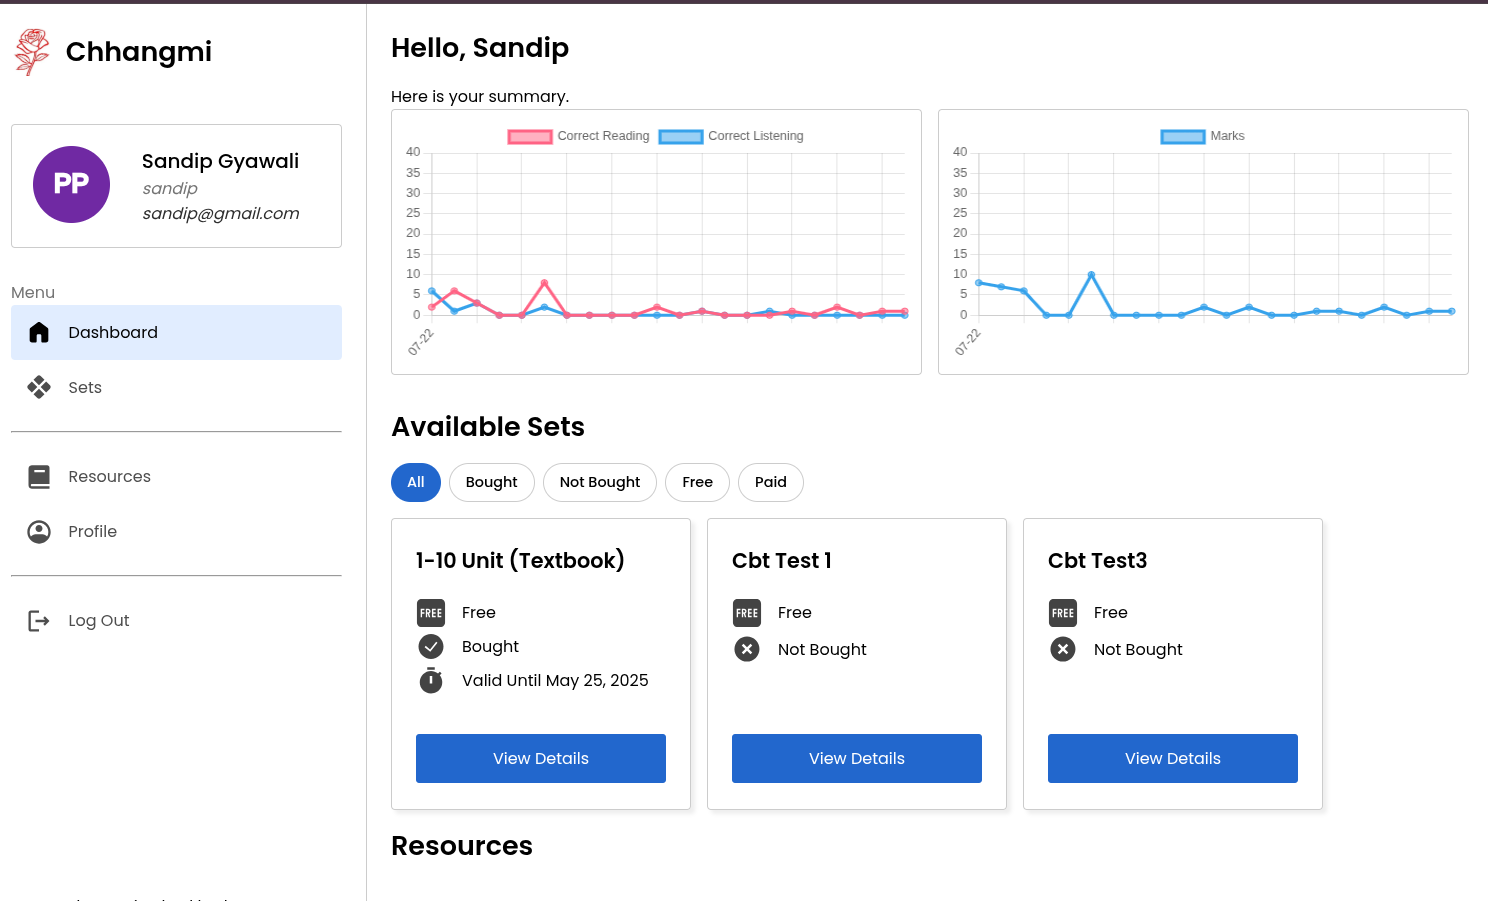 Chhangmi
PP
Sandip Gyawali
sandip
sandip@gmail.com
Menu
Dashboard
Sets
Resources
Profile
Log Out
Hello, Sandip
Here is your summary.
Correct Reading Correct Listening
40
35
30
25
20
15
10
5
0
07-22
Marks
40
35
30
25
20
15
10
5
0
07-22
Available Sets
All Bought Not Bought Free Paid
1-10 Unit (Textbook)
FREE Free
Bought
Valid Until May 25, 2025
View Details
Cbt Test 1
FREE Free
Not Bought
View Details
Cbt Test3
FREE Free
Not Bought
View Details
Resources